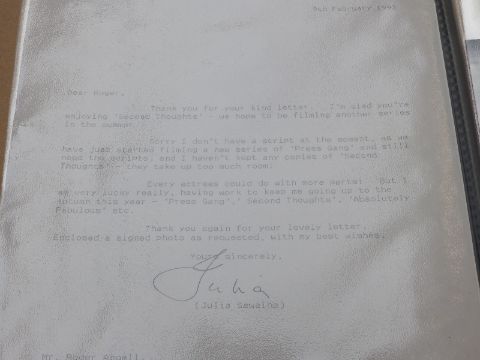 9th February 1993
Dear Roger,
Thank you for your kind letter. I'm glad you're
enjoying 'Second Thoughts' - we hope to be filming another series
in the summer.
Sorry I don't have a script at the moment, as we
have just started filming a new series of 'Press Gang' and still
need the scripts, and I haven't kept any copies of 'Second
Thoughts' - they take up too much room.
Every actress could do with more work! But I
am very lucky really, having work to keep me going up to the
autumn this year - 'Press Gang', 'Second Thoughts', 'Absolutely
Fabulous' etc.
Thank you again for your lovely letter.
Enclosed a signed photo as requested, with my best wishes.
Yours sincerely,
Julia
(Julia Sawalha)
Mr. Roger